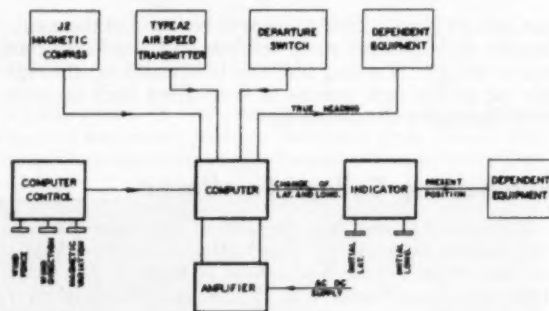 J2
MAGNETIC
COMPASS
TYPE A2
AIR SPEED
TRANSMITTER
DEPARTURE
SWITCH
DEPENDENT
EQUIPMENT
TRUE HEADING
COMPUTER
CONTROL
COMPUTER
CHANGE OF
LAT. AND LONG.
INDICATOR
PRESENT
POSITION
DEPENDENT
EQUIPMENT
WIND
FORCE
WIND
DIRECTION
MAGNETIC
VARIATION
INITIAL
LAT.
INITIAL
LONG.
AMPLIFIER
AC DC
SUPPLY